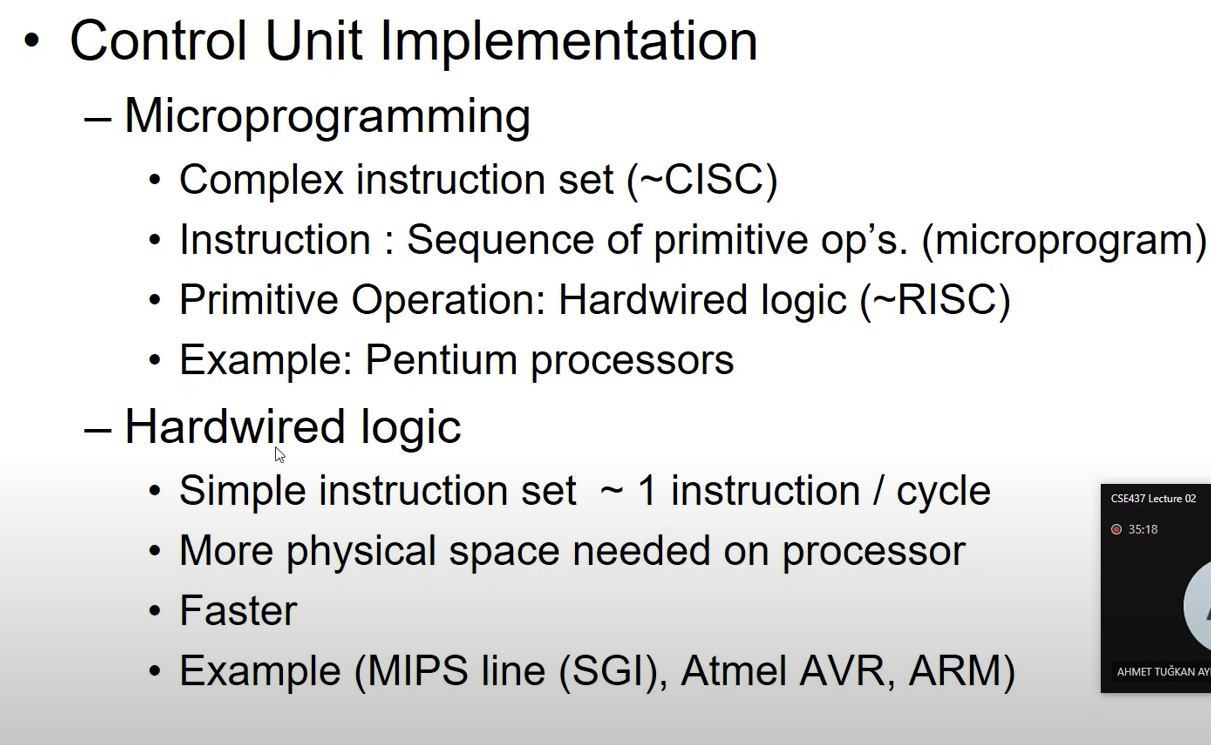 • Control Unit Implementation
– Microprogramming
• Complex instruction set (~CISC)
• Instruction : Sequence of primitive op’s. (microprogram)
• Primitive Operation: Hardwired logic (~RISC)
• Example: Pentium processors
– Hardwired logic
• Simple instruction set ~ 1 instruction / cycle
• More physical space needed on processor
• Faster
• Example (MIPS line (SGI), Atmel AVR, ARM)
CSE437 Lecture 02
35:18
AHMET TUĞKAN